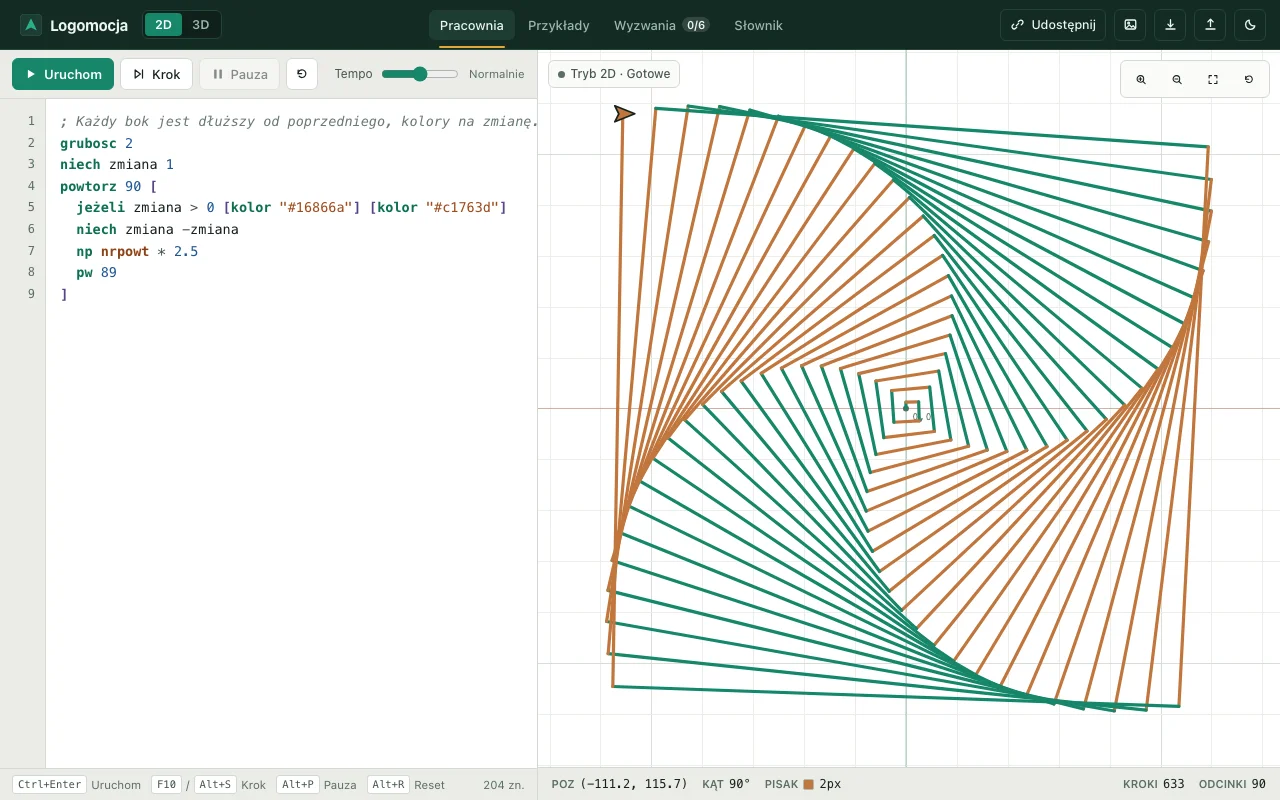 Logomocja
2D 3D
Pracownia Przykłady Wyzwania 0/6 Słownik
Udostępnij
Uruchom Krok Pauza Tempo Normalnie
Tryb 2D · Gotowe
1 ; Każdy bok jest dłuższy od poprzedniego, kolory na zmianę.
2 grubosc 2
3 niech zmiana 1
4 powtorz 90 [
5 jeżeli zmiana > 0 [kolor "#16866a"] [kolor "#c1763d"]
6 niech zmiana −zmiana
7 np nrpowt * 2.5
8 pw 89
9 ]
Ctrl+Enter Uruchom F10 / Alt+S Krok Alt+P Pauza Alt+R Reset 204 zn.
POZ (−111.2, 115.7) KĄT 90° PISAK 2px KROKI 633 ODCINKI 90